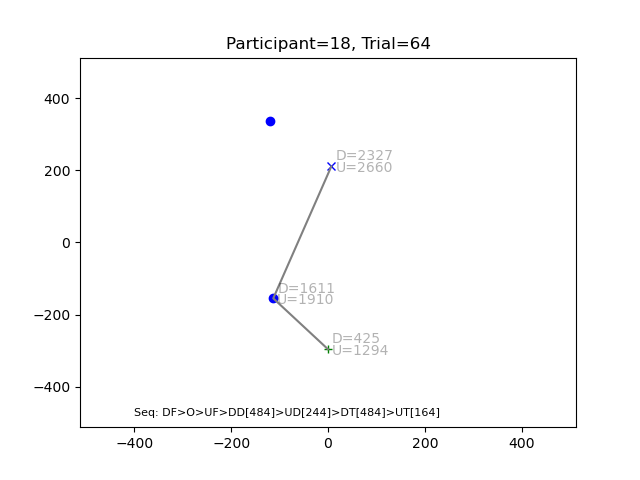 Participant=18, Trial=64
400
200
0
−200
−400
D=2327
U=2660
D=1611
U=1910
D=425
U=1294
Seq: DF>O>UF>DD[484]>UD[244]>DT[484]>UT[164]
−400
−200
0
200
400